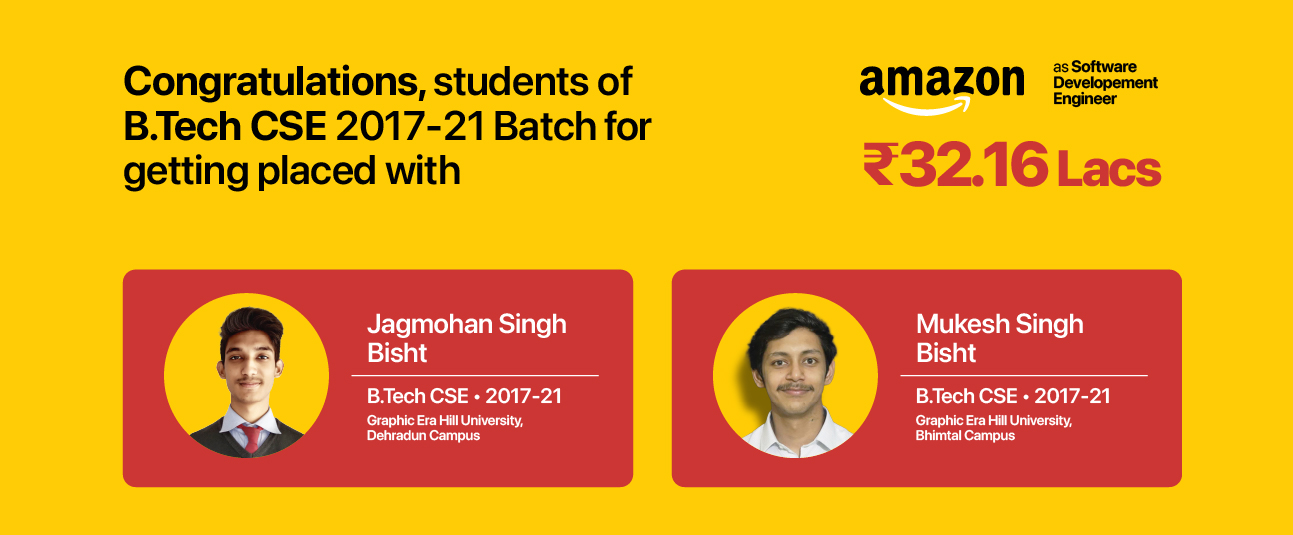 Congratulations, students of
B.Tech CSE 2017-21 Batch for
getting placed with
amazon
as Software
Developement
Engineer
₹32.16 Lacs
Jagmohan Singh
Bisht
B.Tech CSE • 2017-21
Graphic Era Hill University,
Dehradun Campus
Mukesh Singh
Bisht
B.Tech CSE • 2017-21
Graphic Era Hill University,
Bhimtal Campus